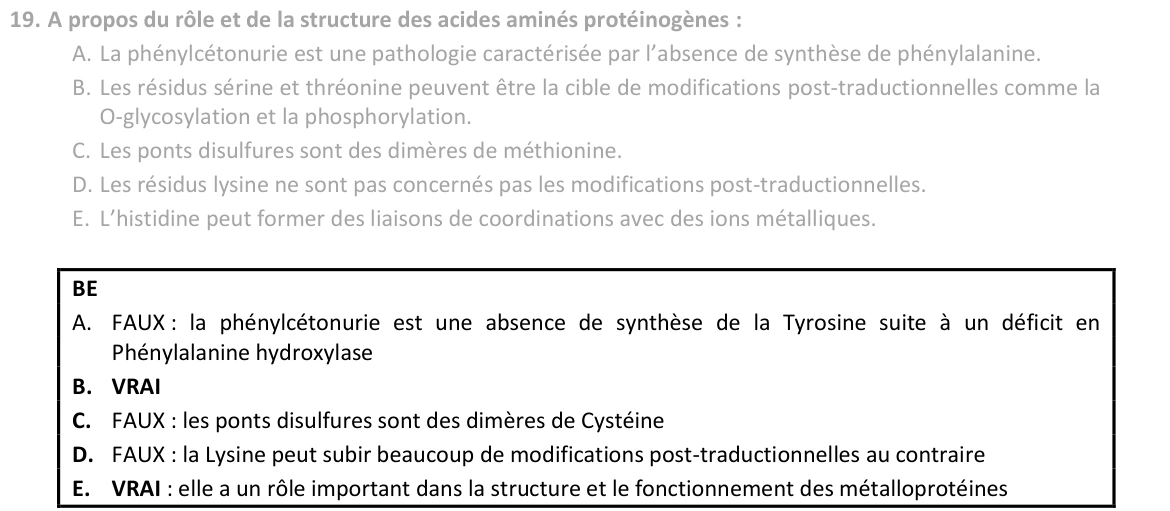 19. A propos du rôle et de la structure des acides aminés protéinogènes :
A. La phénylcétonurie est une pathologie caractérisée par l’absence de synthèse de phénylalanine.
B. Les résidus sérine et thréonine peuvent être la cible de modifications post-traductionnelles comme la
O-glycosylation et la phosphorylation.
C. Les ponts disulfures sont des dimères de méthionine.
D. Les résidus lysine ne sont pas concernés pas les modifications post-traductionnelles.
E. L’histidine peut former des liaisons de coordinations avec des ions métalliques.
BE
A. FAUX : la phénylcétonurie est une absence de synthèse de la Tyrosine suite à un déficit en
Phénylalanine hydroxylase
B. VRAI
C. FAUX : les ponts disulfures sont des dimères de Cystéine
D. FAUX : la Lysine peut subir beaucoup de modifications post-traductionnelles au contraire
E. VRAI : elle a un rôle important dans la structure et le fonctionnement des métalloprotéines